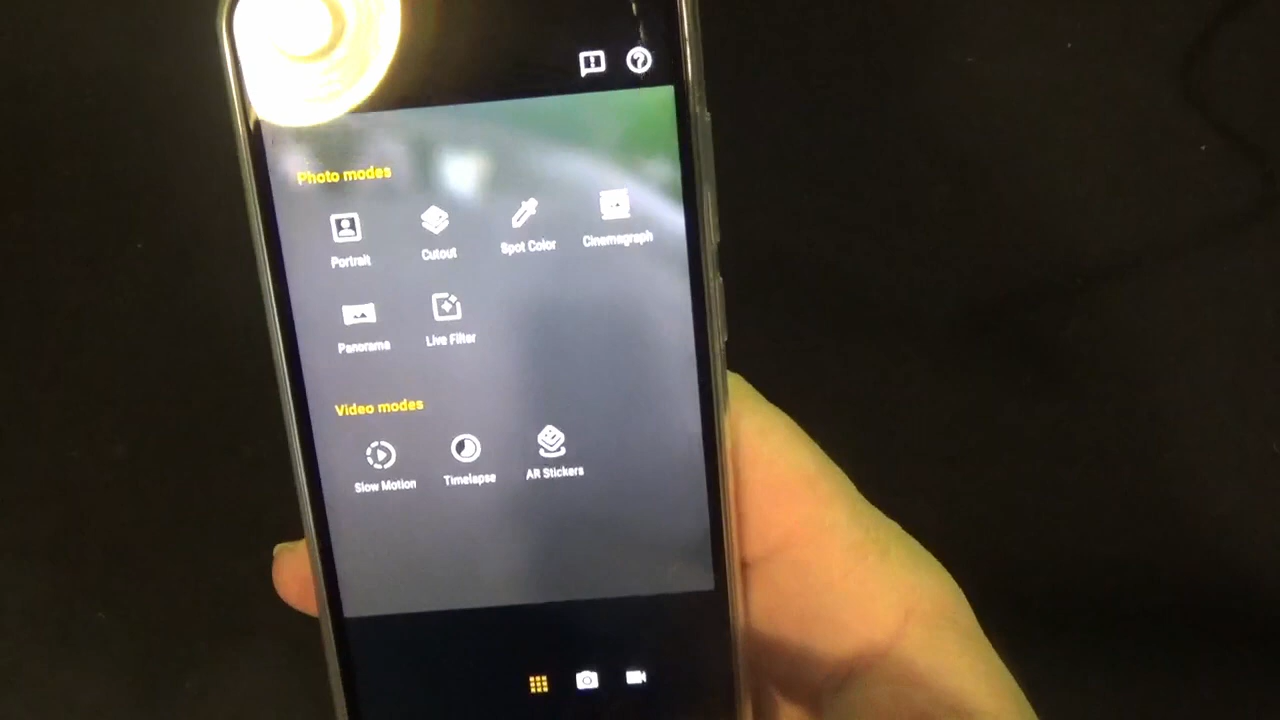 Photo modes
Portrait Cutout Spot Color Cinemagraph
Panorama Live Filter
Video modes
Slow Motion Timelapse AR Stickers